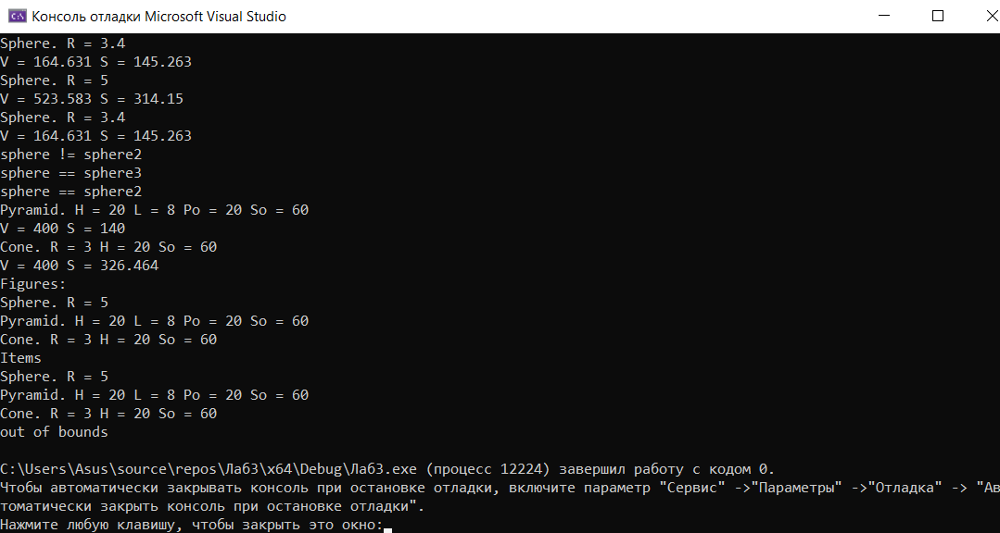 Консоль отладки Microsoft Visual Studio
Sphere. R = 3.4
V = 164.631 S = 145.263
Sphere. R = 5
V = 523.583 S = 314.15
Sphere. R = 3.4
V = 164.631 S = 145.263
sphere != sphere2
sphere == sphere3
sphere == sphere2
Pyramid. H = 20 L = 8 Po = 20 So = 60
V = 400 S = 140
Cone. R = 3 H = 20 So = 60
V = 400 S = 326.464
Figures:
Sphere. R = 5
Pyramid. H = 20 L = 8 Po = 20 So = 60
Cone. R = 3 H = 20 So = 60
Items
Sphere. R = 5
Pyramid. H = 20 L = 8 Po = 20 So = 60
Cone. R = 3 H = 20 So = 60
out of bounds
C:\Users\Asus\source\repos\Лаб3\x64\Debug\Лаб3.exe (процесс 12224) завершил работу с кодом 0.
Чтобы автоматически закрывать консоль при остановке отладки, включите параметр "Сервис" ->"Параметры" ->"Отладка" -> "Ав
томатически закрыть консоль при остановке отладки".
Нажмите любую клавишу, чтобы закрыть это окно: